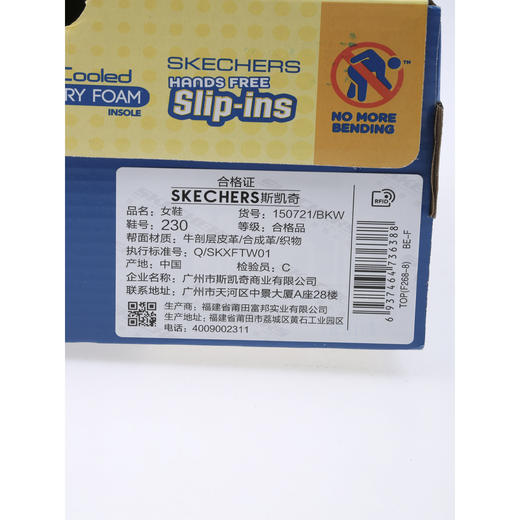 Cooled
RY FOAM
INSOLE
SKECHERS
HANDS FREE
Slip-ins
TM
NO MORE
BENDING
合格证
SKECHERS斯凯奇
品名：女鞋 货号：150721/BKW
鞋号：230 等级：合格品
帮面材质：牛剖层皮革/合成革/织物
执行标准号：Q/SKXFTW01
产地：中国 检验员：C
企业名称：广州市斯凯奇商业有限公司
联系地址：广州市天河区中景大厦A座28楼
生产商：福建省莆田富邦实业有限公司
生产地址：福建省莆田市荔城区黄石工业园区
电话：4009002311
RFID
6937464736388
TOP(F268-B) BE-F